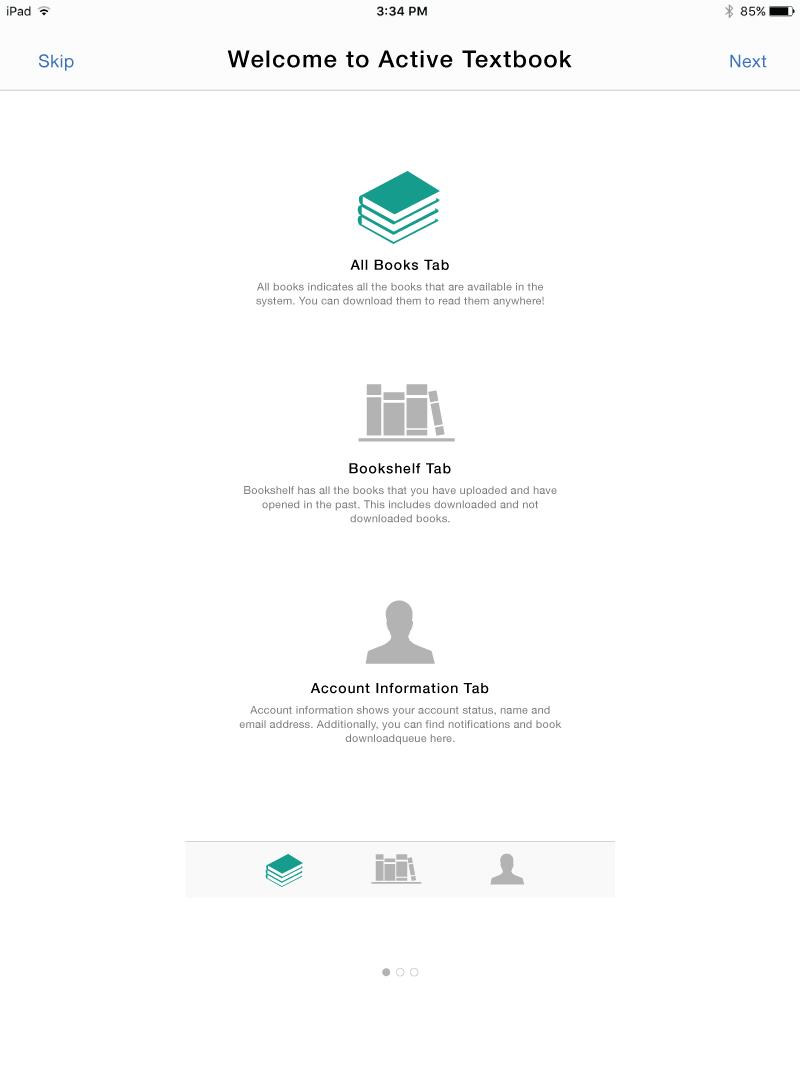 iPad
3:34 PM
85%
Skip
Welcome to Active Textbook
Next
All Books Tab
All books indicates all the books that are available in the
system. You can download them to read them anywhere!
Bookshelf Tab
Bookshelf has all the books that you have uploaded and have
opened in the past. This includes downloaded and not
downloaded books.
Account Information Tab
Account information shows your account status, name and
email address. Additionally, you can find notifications and book
downloadqueue here.